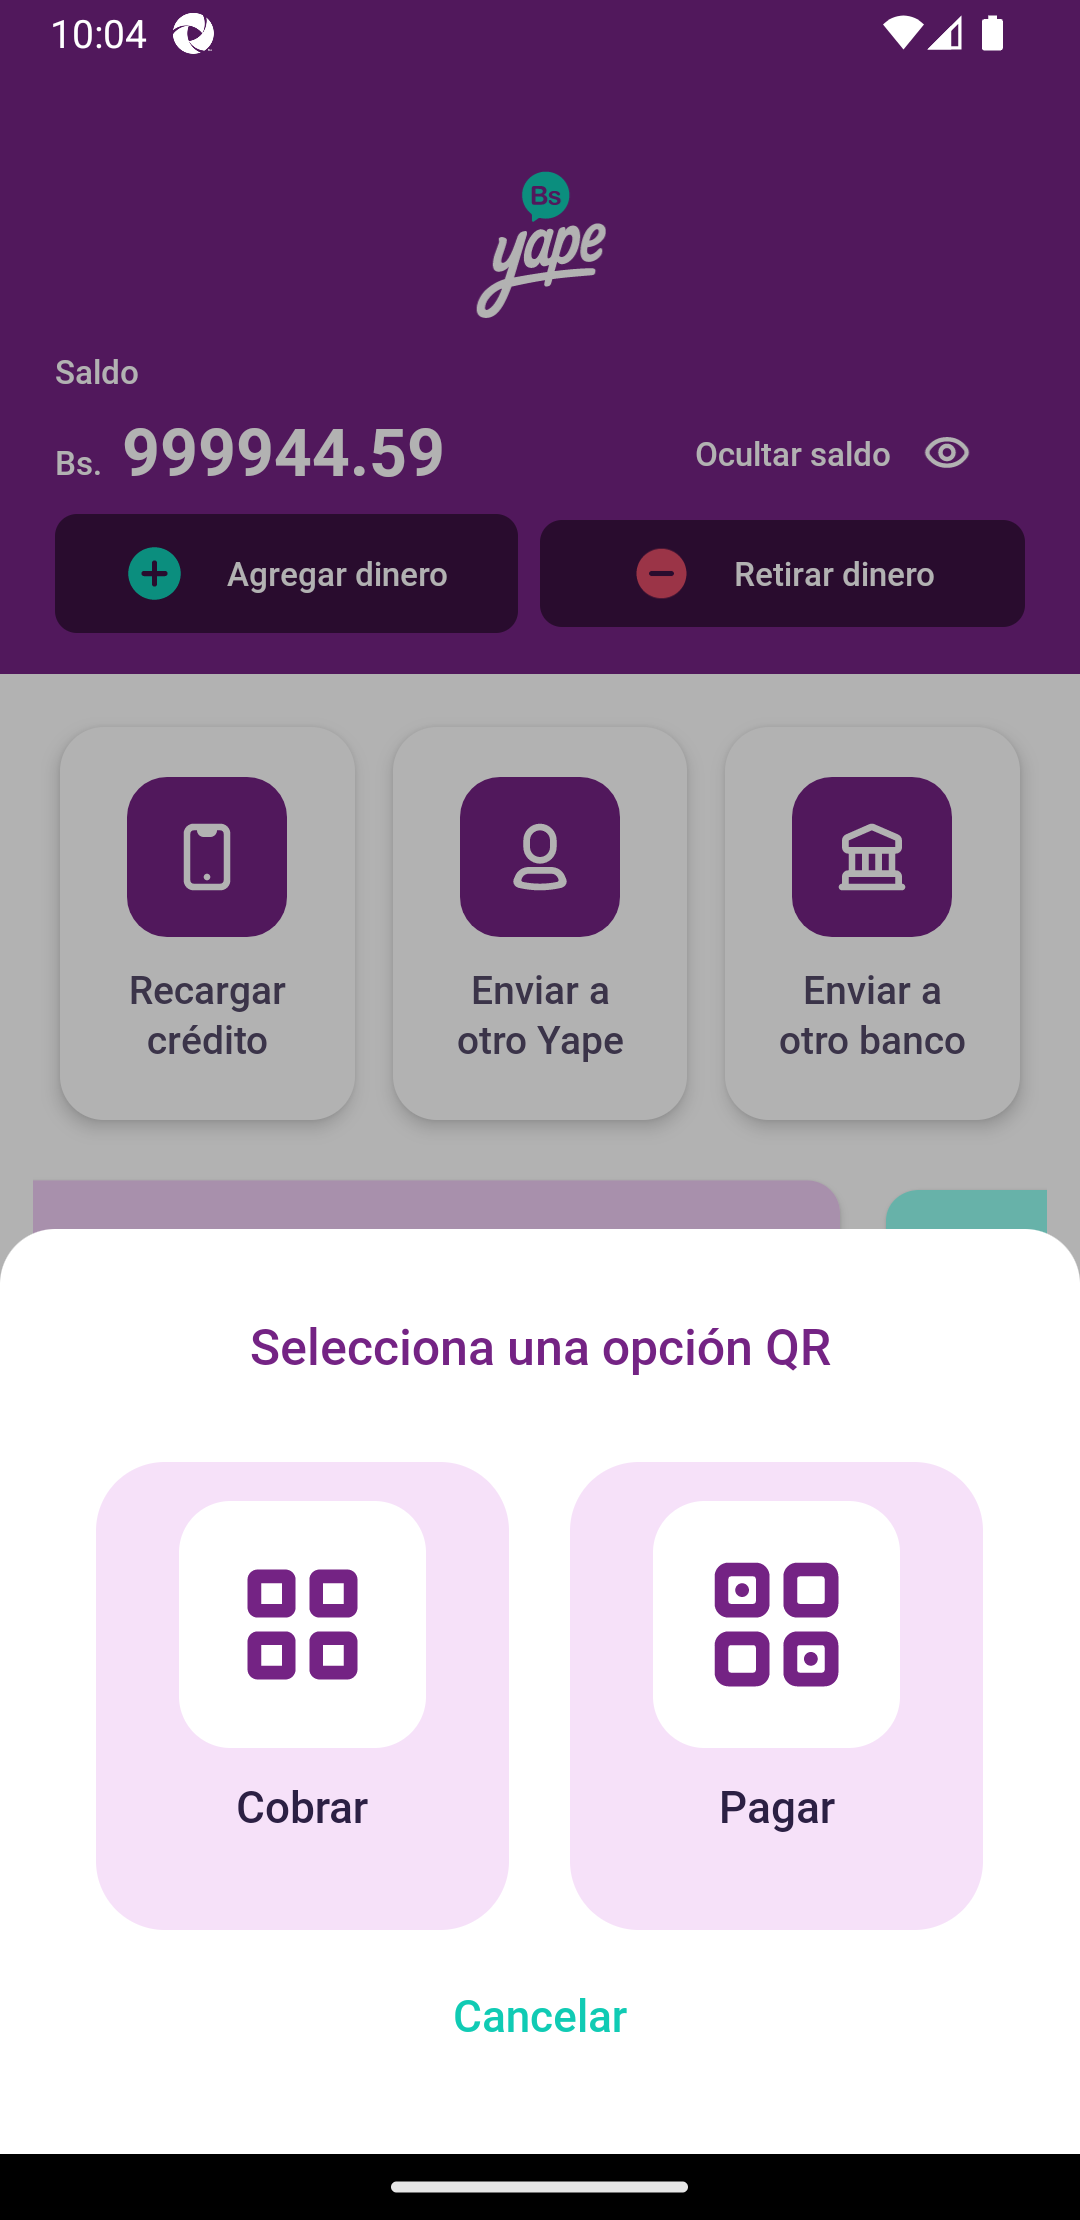 10:04
Bs
yape
Saldo
Bs. 999944.59
Ocultar saldo
Agregar dinero
Retirar dinero
Recargar
crédito
Enviar a
otro Yape
Enviar a
otro banco
Selecciona una opción QR
Cobrar
Pagar
Cancelar